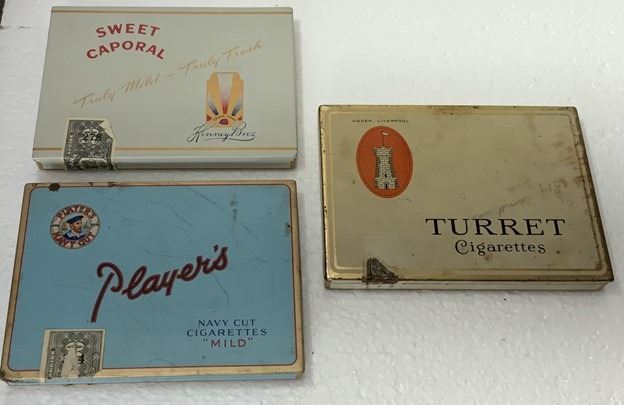 SWEET
CAPORAL
Truly Mild - Truly Fresh
Kinney Bros
PLAYER'S
NAVY CUT
Player's
NAVY CUT
CIGARETTES
"MILD"
OGDEN, LIVERPOOL
TURRET
Cigarettes